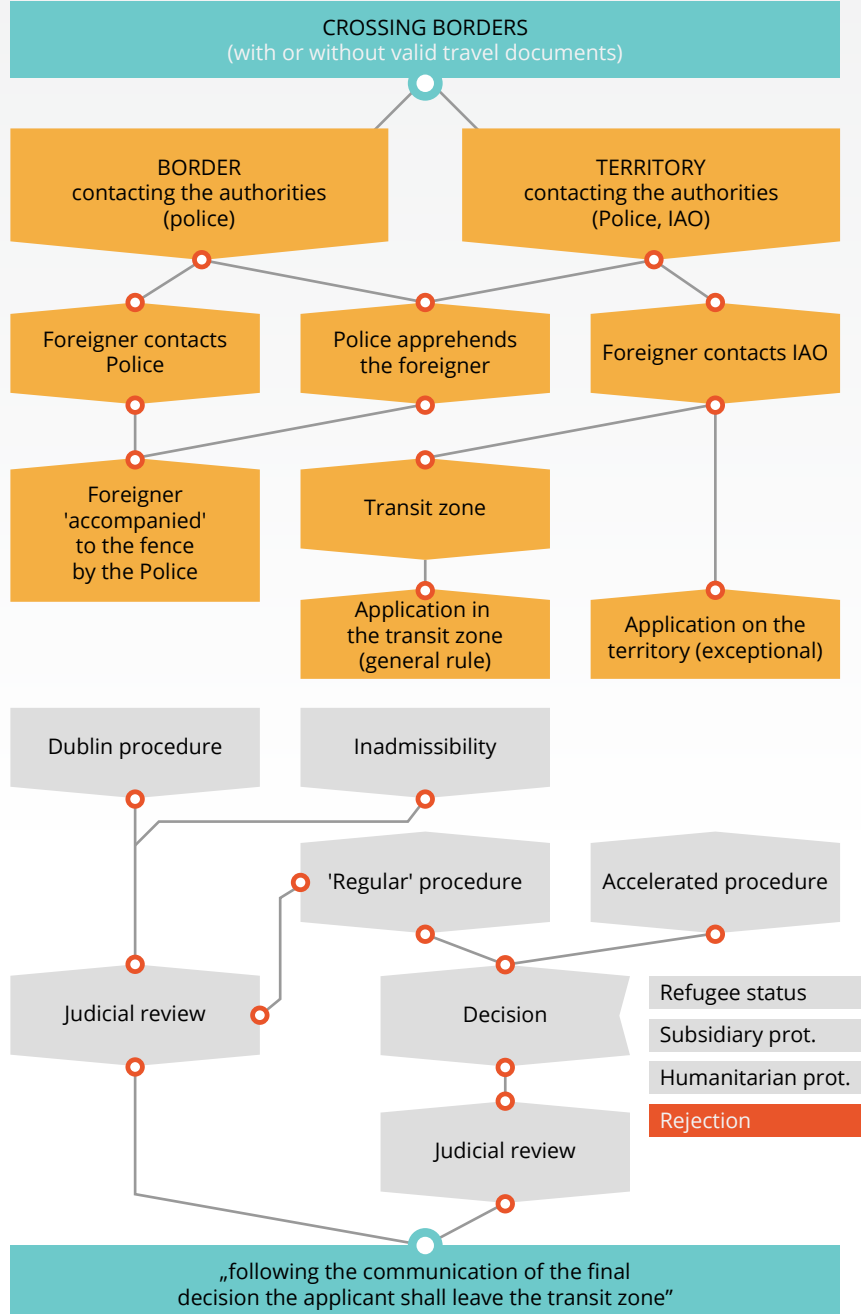 CROSSING BORDERS
(with or without valid travel documents)
BORDER
contacting the authorities
(police)
TERRITORY
contacting the authorities
(Police, IAO)
Foreigner contacts
Police
Police apprehends
the foreigner
Foreigner contacts IAO
Foreigner
'accompanied'
to the fence
by the Police
Transit zone
Application in
the transit zone
(general rule)
Application on the
territory (exceptional)
Dublin procedure
Inadmissibility
'Regular' procedure
Accelerated procedure
Judicial review
Decision
Refugee status
Subsidiary prot.
Humanitarian prot.
Rejection
Judicial review
„following the communication of the final
decision the applicant shall leave the transit zone”